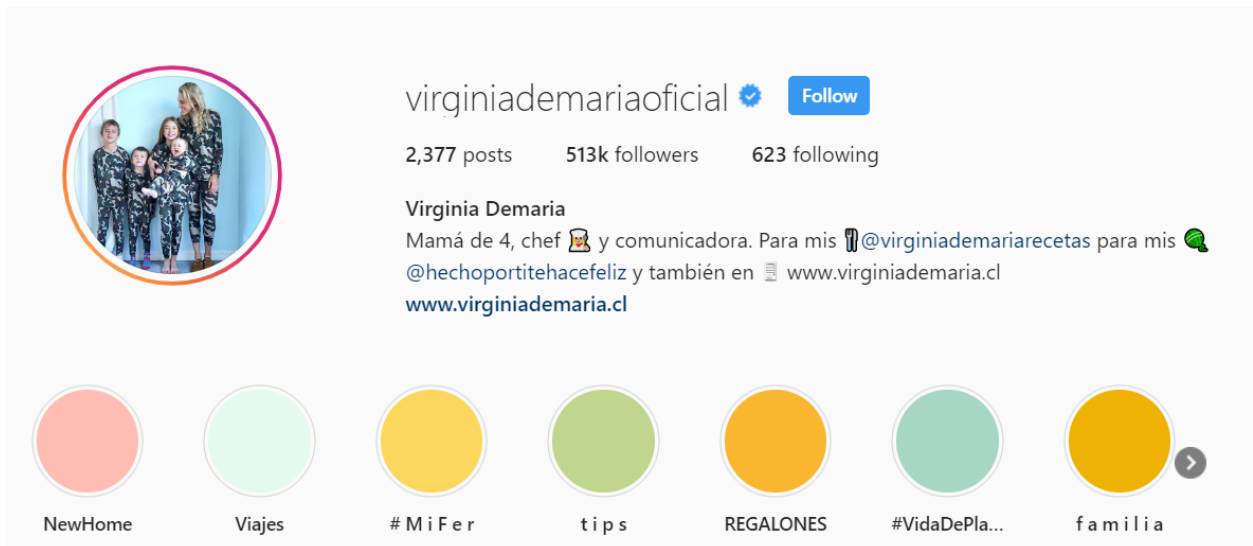 virginiademariaoficial Follow
2,377 posts 513k followers 623 following
Virginia Demaria
Mamá de 4, chef y comunicadora. Para mis @virginiademariarecetas para mis
@hechoportitehacefeliz y también en www.virginiademaria.cl
www.virginiademaria.cl
NewHome Viajes # M i F e r t i p s REGALONES #VidaDePla... f a m i l i a